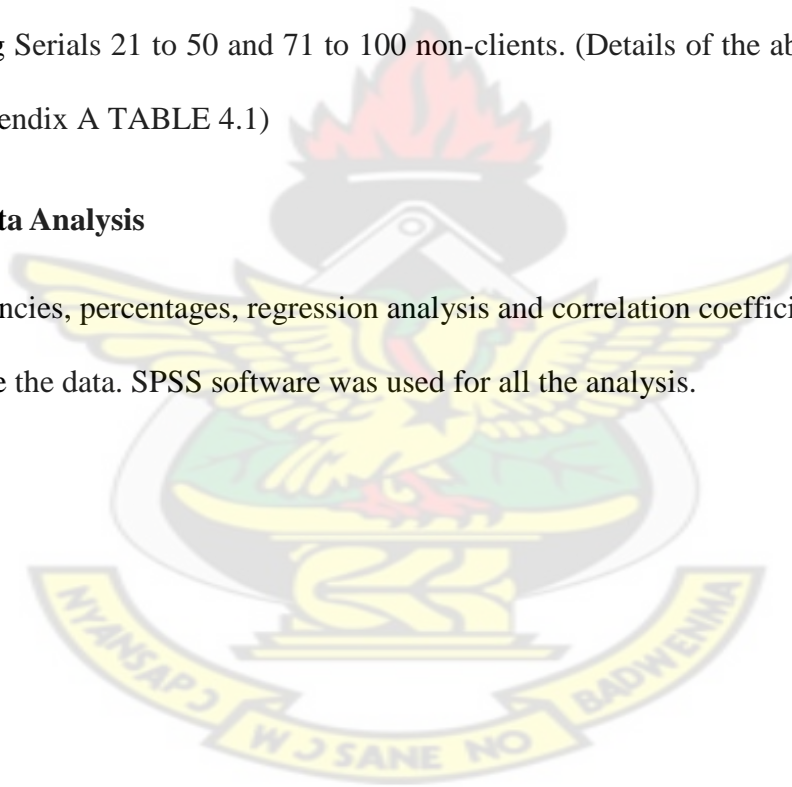 g Serials 21 to 50 and 71 to 100 non-clients. (Details of the ab
endix A TABLE 4.1)
ta Analysis
ncies, percentages, regression analysis and correlation coeffici
e the data. SPSS software was used for all the analysis.
NYANSAPƆ WƆSANE NO BADWENMA